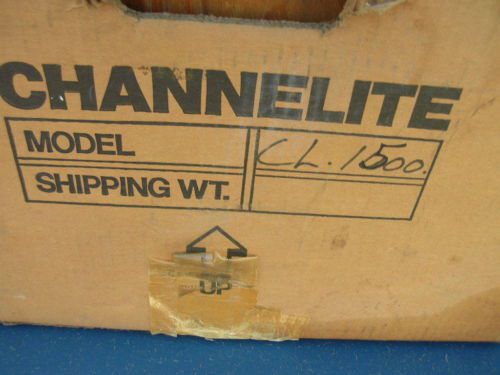 CHANNELITE
MODEL CL. 1500.
SHIPPING WT.
UP